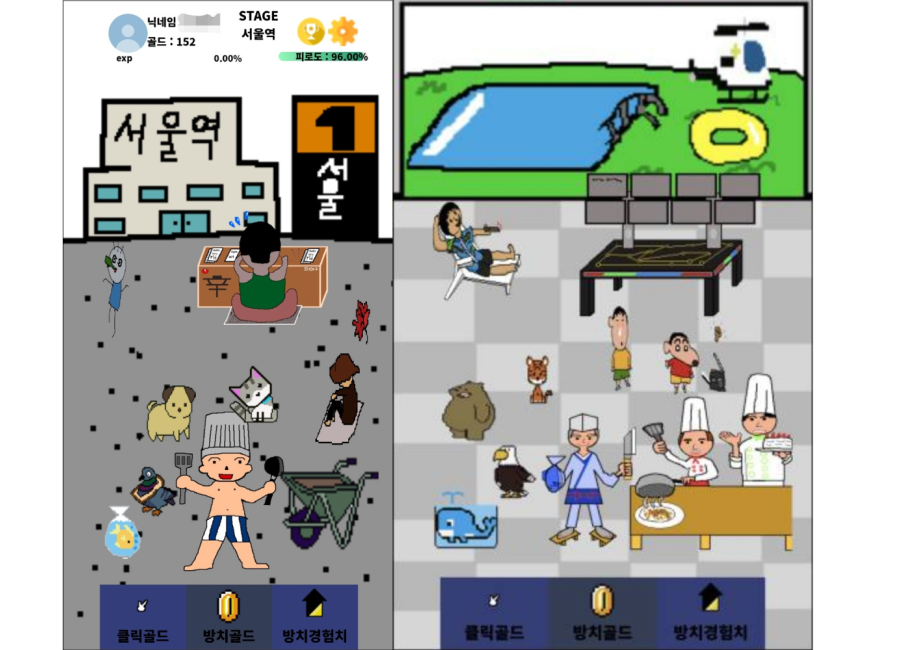 닉네임
골드 : 152
STAGE
서울역
exp
0.00%
피로도 : 96.00%
서울역
1
서울
클릭골드
방치골드
방치경험치
클릭골드
방치골드
방치경험치